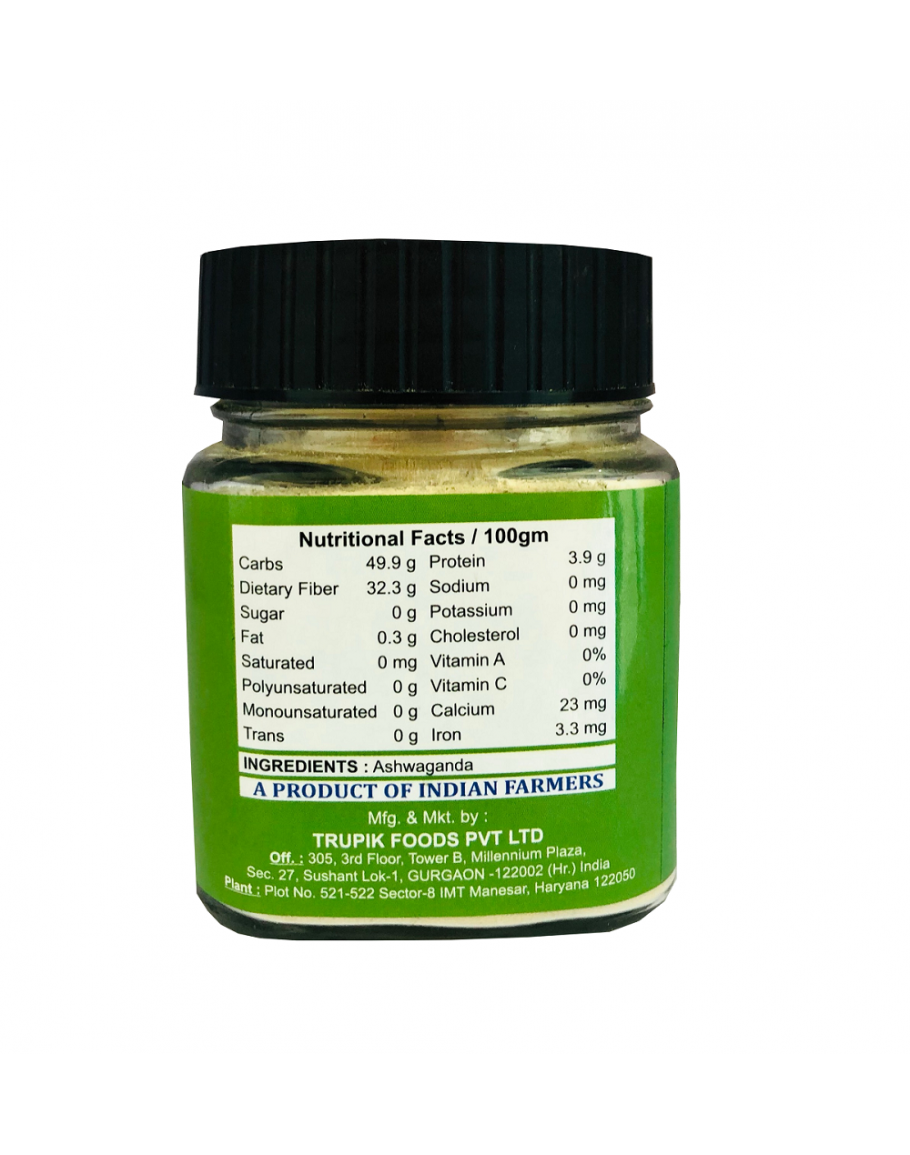 Nutritional Facts / 100gm
Carbs 49.9 g Protein 3.9 g
Dietary Fiber 32.3 g Sodium 0 mg
Sugar 0 g Potassium 0 mg
Fat 0.3 g Cholesterol 0 mg
Saturated 0 mg Vitamin A 0%
Polyunsaturated 0 g Vitamin C 0%
Monounsaturated 0 g Calcium 23 mg
Trans 0 g Iron 3.3 mg
INGREDIENTS : Ashwaganda
A PRODUCT OF INDIAN FARMERS
Mfg. & Mkt. by :
TRUPIK FOODS PVT LTD
Off. : 305, 3rd Floor, Tower B, Millennium Plaza,
Sec. 27, Sushant Lok-1, GURGAON -122002 (Hr.) India
Plant : Plot No. 521-522 Sector-8 IMT Manesar, Haryana 122050